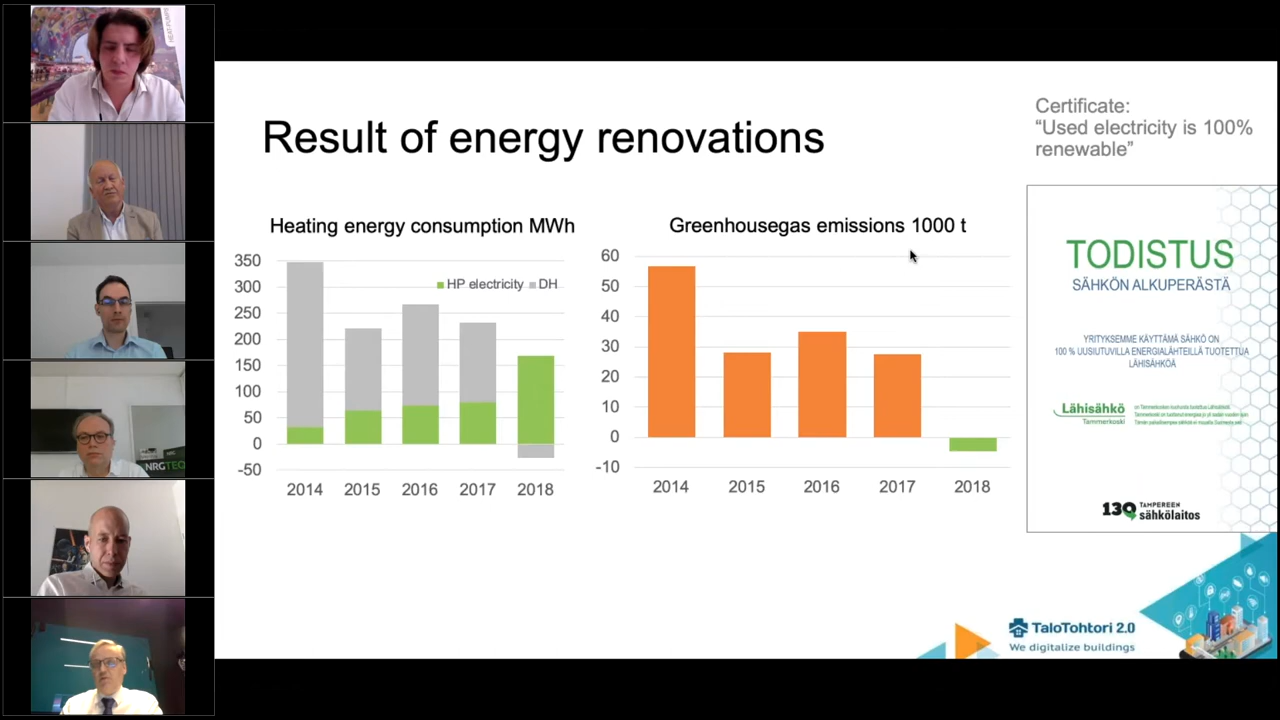 HEAT-PUMPS
NRG
NRGTEQ
Result of energy renovations
Certificate:
“Used electricity is 100%
renewable”
Heating energy consumption MWh
HP electricity DH
350
300
250
200
150
100
50
0
-50
2014 2015 2016 2017 2018
Greenhousegas emissions 1000 t
60
50
40
30
20
10
0
-10
2014 2015 2016 2017 2018
TODISTUS
SÄHKÖN ALKUPERÄSTÄ
YRITYKSEMME KÄYTTÄMÄ SÄHKÖ ON
100 % UUSIUTUVILLA ENERGIALÄHTEILLÄ TUOTETTUA
LÄHISÄHKÖÄ
Lähisähkö
Tammerkoski
130 TAMPEREEN
sähkölaitos
TaloTohtori 2.0
We digitalize buildings